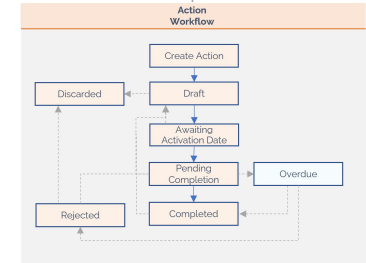 Action
Workflow
Create Action
Discarded
Draft
Awaiting
Activation Date
Pending
Completion
Overdue
Rejected
Completed